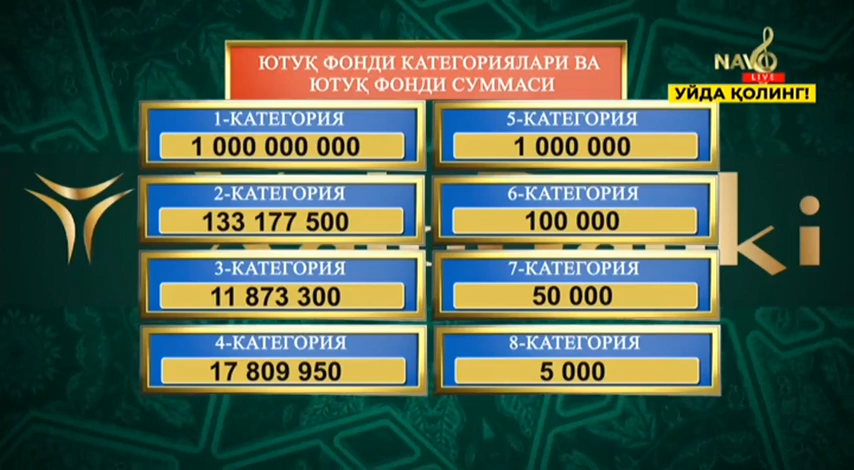 ЮТУҚ ФОНДИ КАТЕГОРИЯЛАРИ ВА
ЮТУҚ ФОНДИ СУММАСИ
NAVO
LIVE
УЙДА ҚОЛИНГ!
1-КАТЕГОРИЯ
1 000 000 000
2-КАТЕГОРИЯ
133 177 500
3-КАТЕГОРИЯ
11 873 300
4-КАТЕГОРИЯ
17 809 950
5-КАТЕГОРИЯ
1 000 000
6-КАТЕГОРИЯ
100 000
7-КАТЕГОРИЯ
50 000
8-КАТЕГОРИЯ
5 000